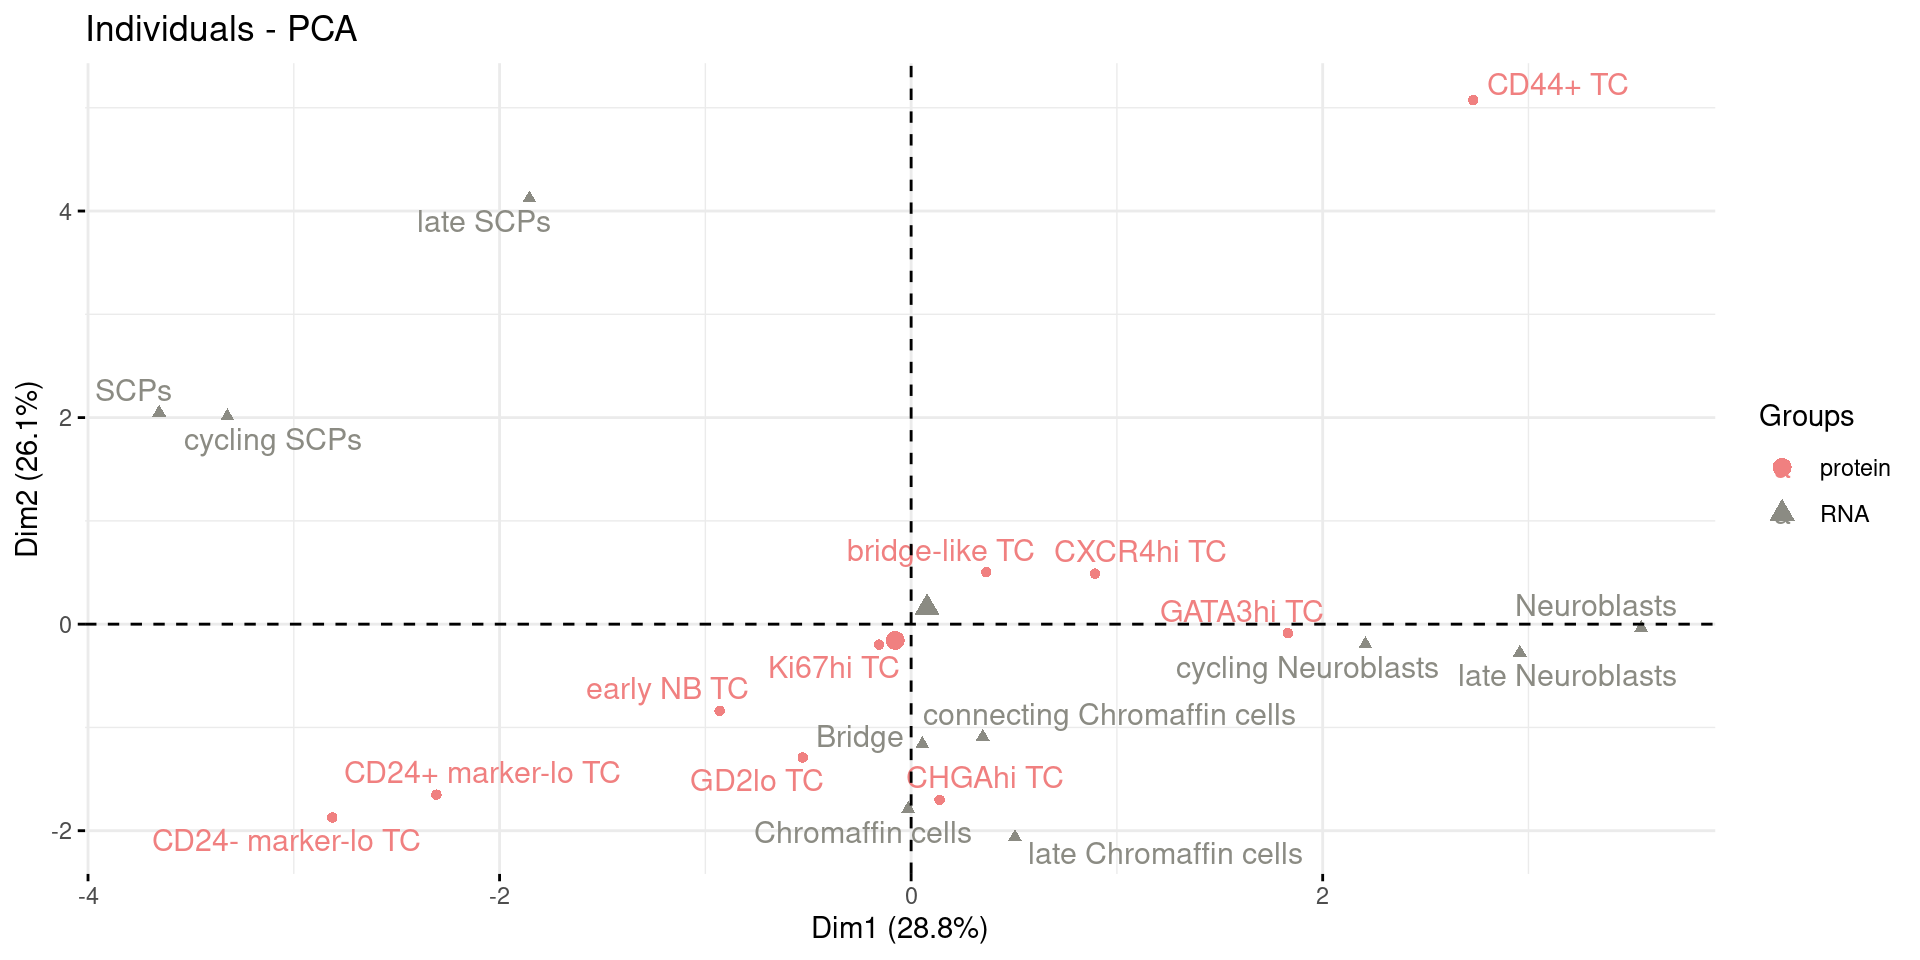 Individuals - PCA
CD44+ TC
late SCPs
SCPs
cycling SCPs
bridge-like TC
CXCR4hi TC
GATA3hi TC
Neuroblasts
Ki67hi TC
cycling Neuroblasts
late Neuroblasts
early NB TC
connecting Chromaffin cells
Bridge
CD24+ marker-lo TC
GD2lo TC
CHGAhi TC
CD24- marker-lo TC
Chromaffin cells
late Chromaffin cells
4
2
0
-2
Dim2 (26.1%)
-4
-2
0
2
Dim1 (28.8%)
Groups
protein
RNA